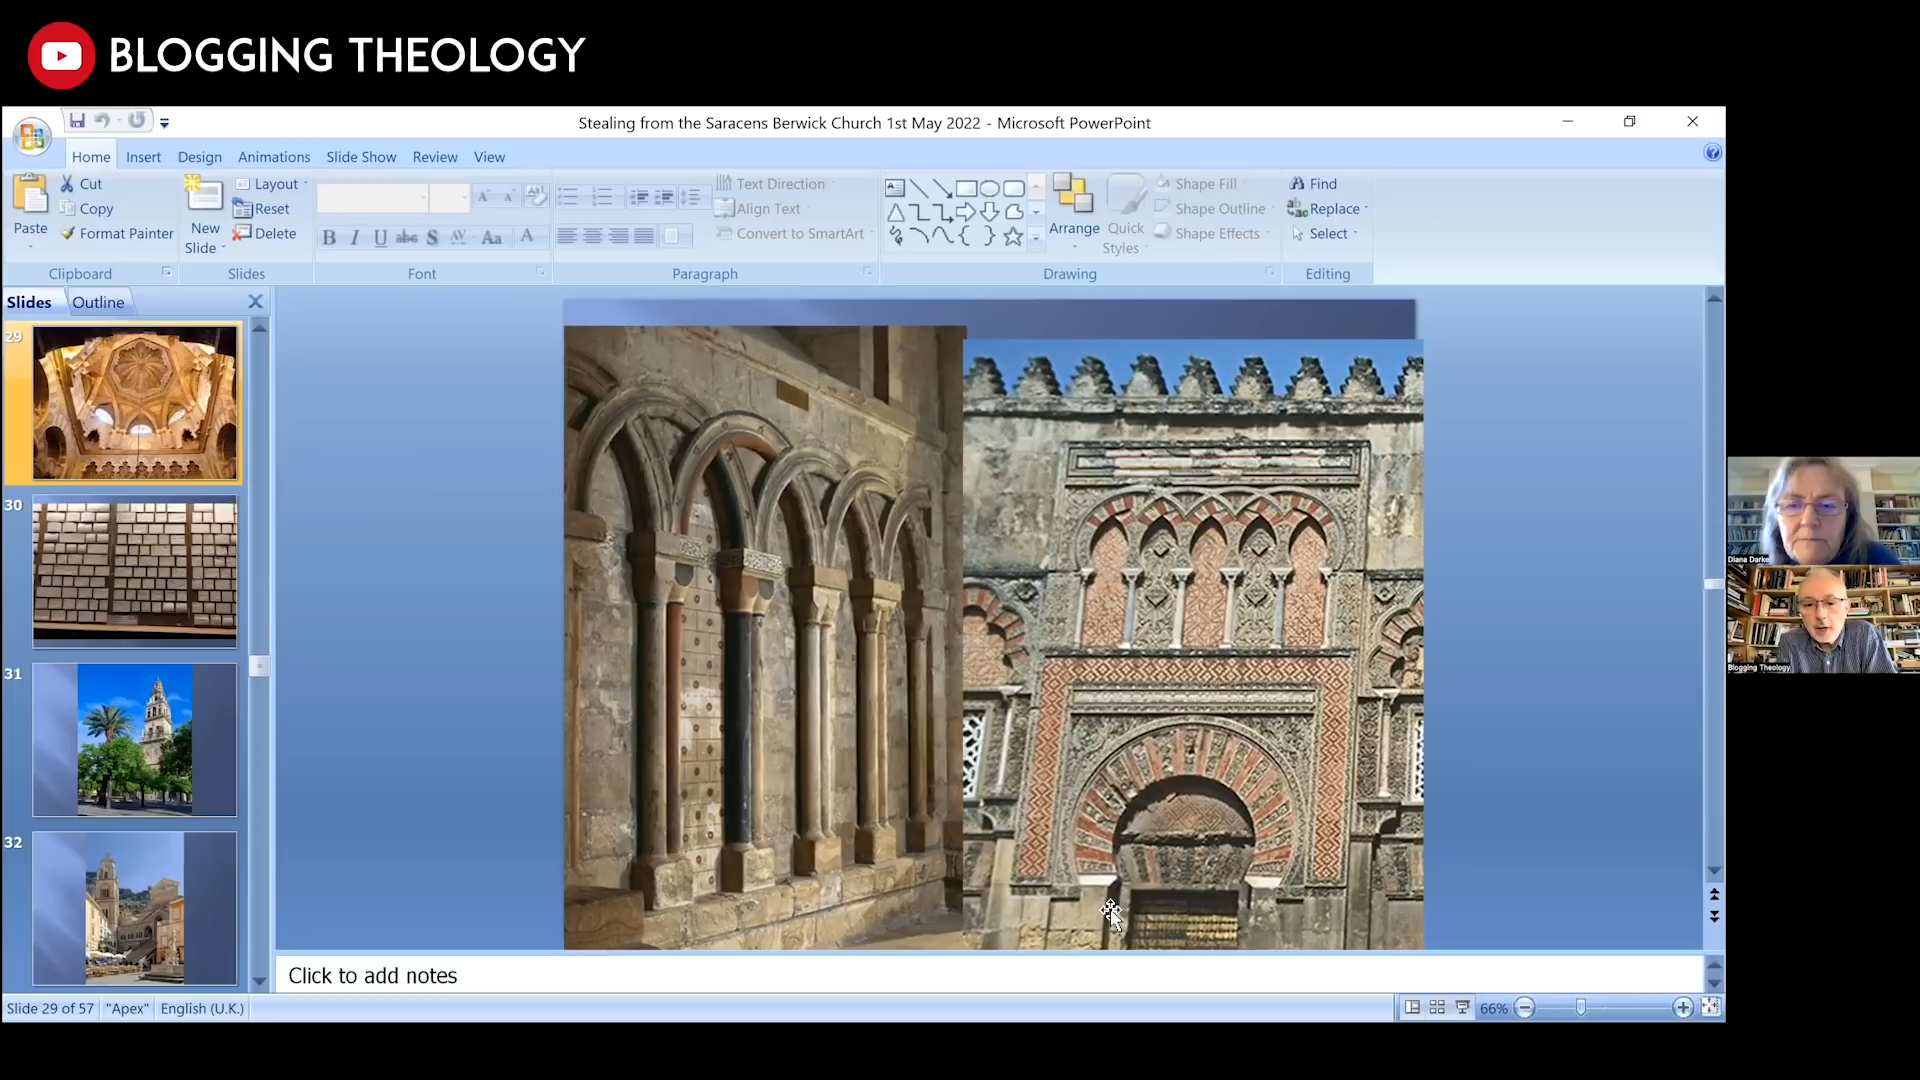 BLOGGING THEOLOGY
Stealing from the Saracens Berwick Church 1st May 2022 - Microsoft PowerPoint
Home Insert Design Animations Slide Show Review View
Paste
Cut
Copy
Format Painter
Clipboard
New
Slide
Layout
Reset
Delete
Slides
B I U abc S AV Aa A
Font
Text Direction
Align Text
Convert to SmartArt
Paragraph
Arrange
Quick
Styles
Shape Fill
Shape Outline
Shape Effects
Drawing
Find
Replace
Select
Editing
Slides Outline
29
30
31
32
Diana Darke
Blogging Theology
Click to add notes
Slide 29 of 57 "Apex" English (U.K.) 66%